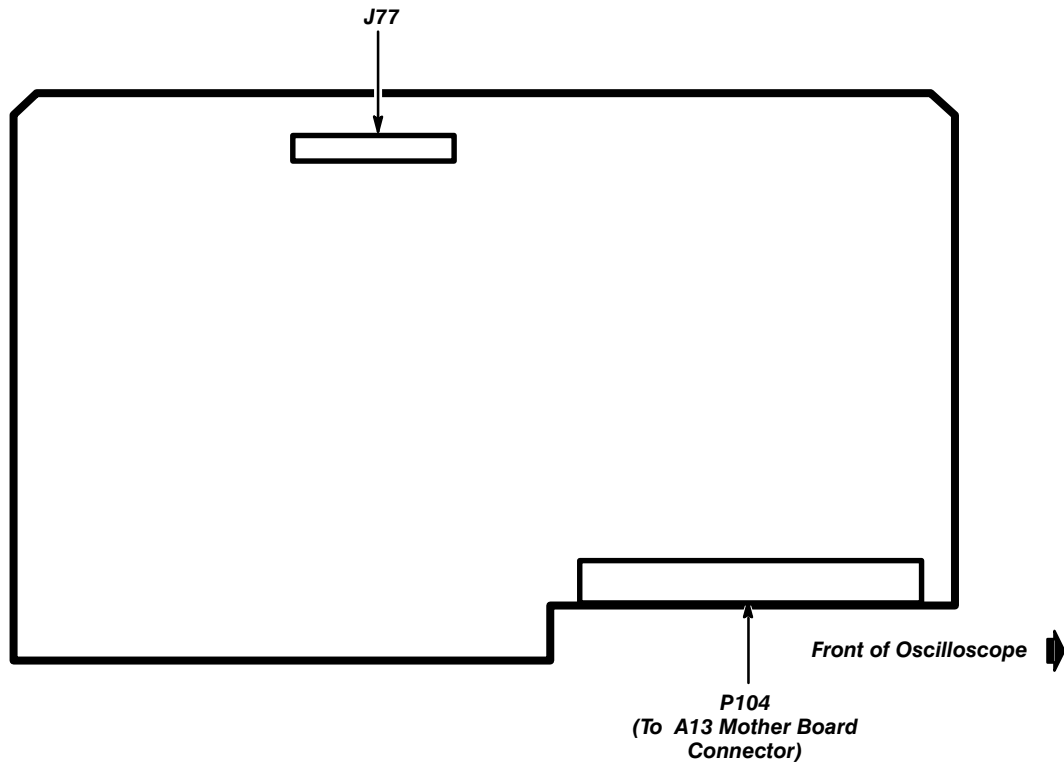 J77
Front of Oscilloscope
P104
(To A13 Mother Board
Connector)